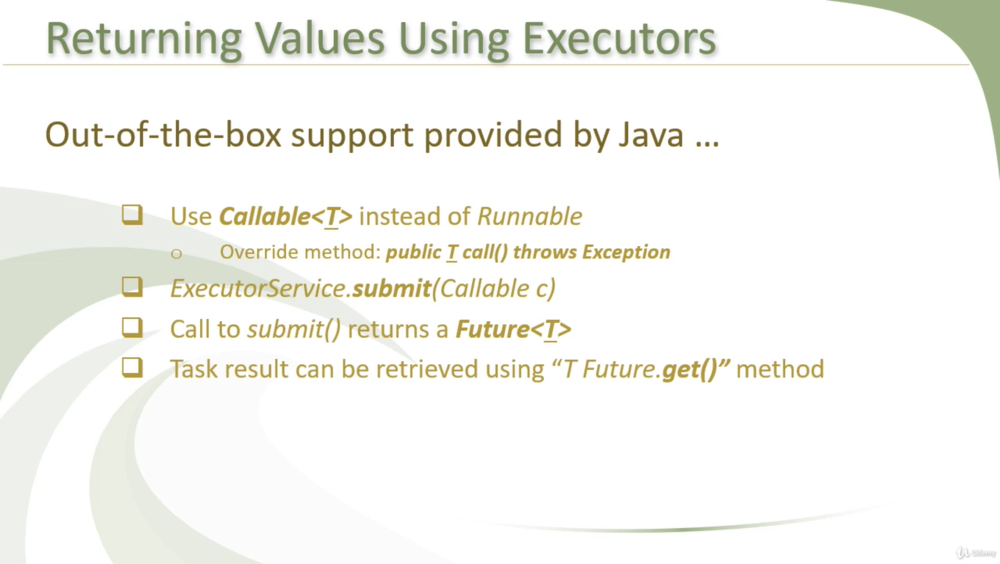 Returning Values Using Executors
Out-of-the-box support provided by Java ...
Use Callable<T> instead of Runnable
Override method: public T call() throws Exception
ExecutorService.submit(Callable c)
Call to submit() returns a Future<T>
Task result can be retrieved using “T Future.get()” method
Udemy